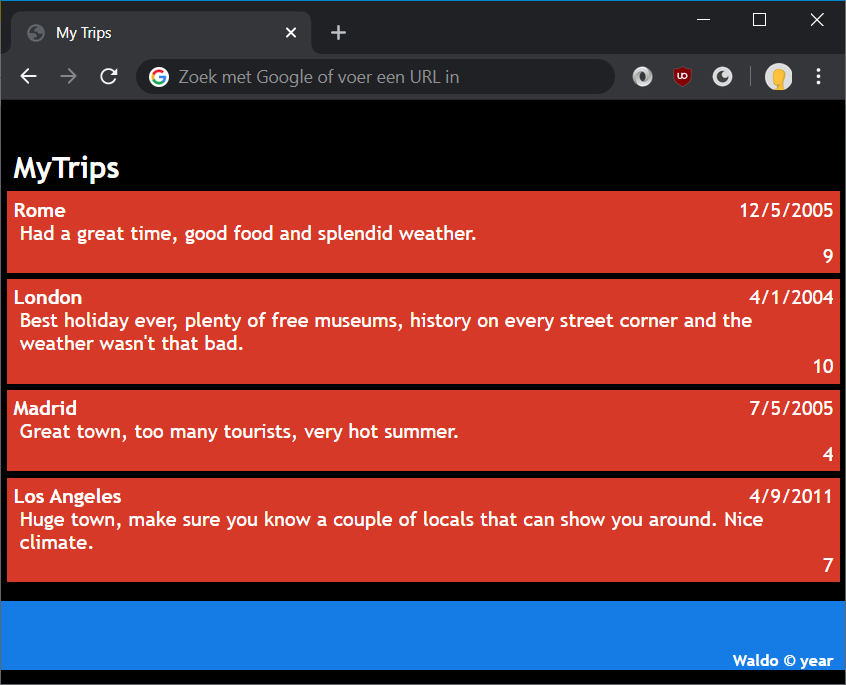 My Trips
Zoek met Google of voer een URL in
UO
MyTrips
Rome 12/5/2005
Had a great time, good food and splendid weather.
9
London 4/1/2004
Best holiday ever, plenty of free museums, history on every street corner and the
weather wasn't that bad.
10
Madrid 7/5/2005
Great town, too many tourists, very hot summer.
4
Los Angeles 4/9/2011
Huge town, make sure you know a couple of locals that can show you around. Nice
climate.
7
Waldo © year